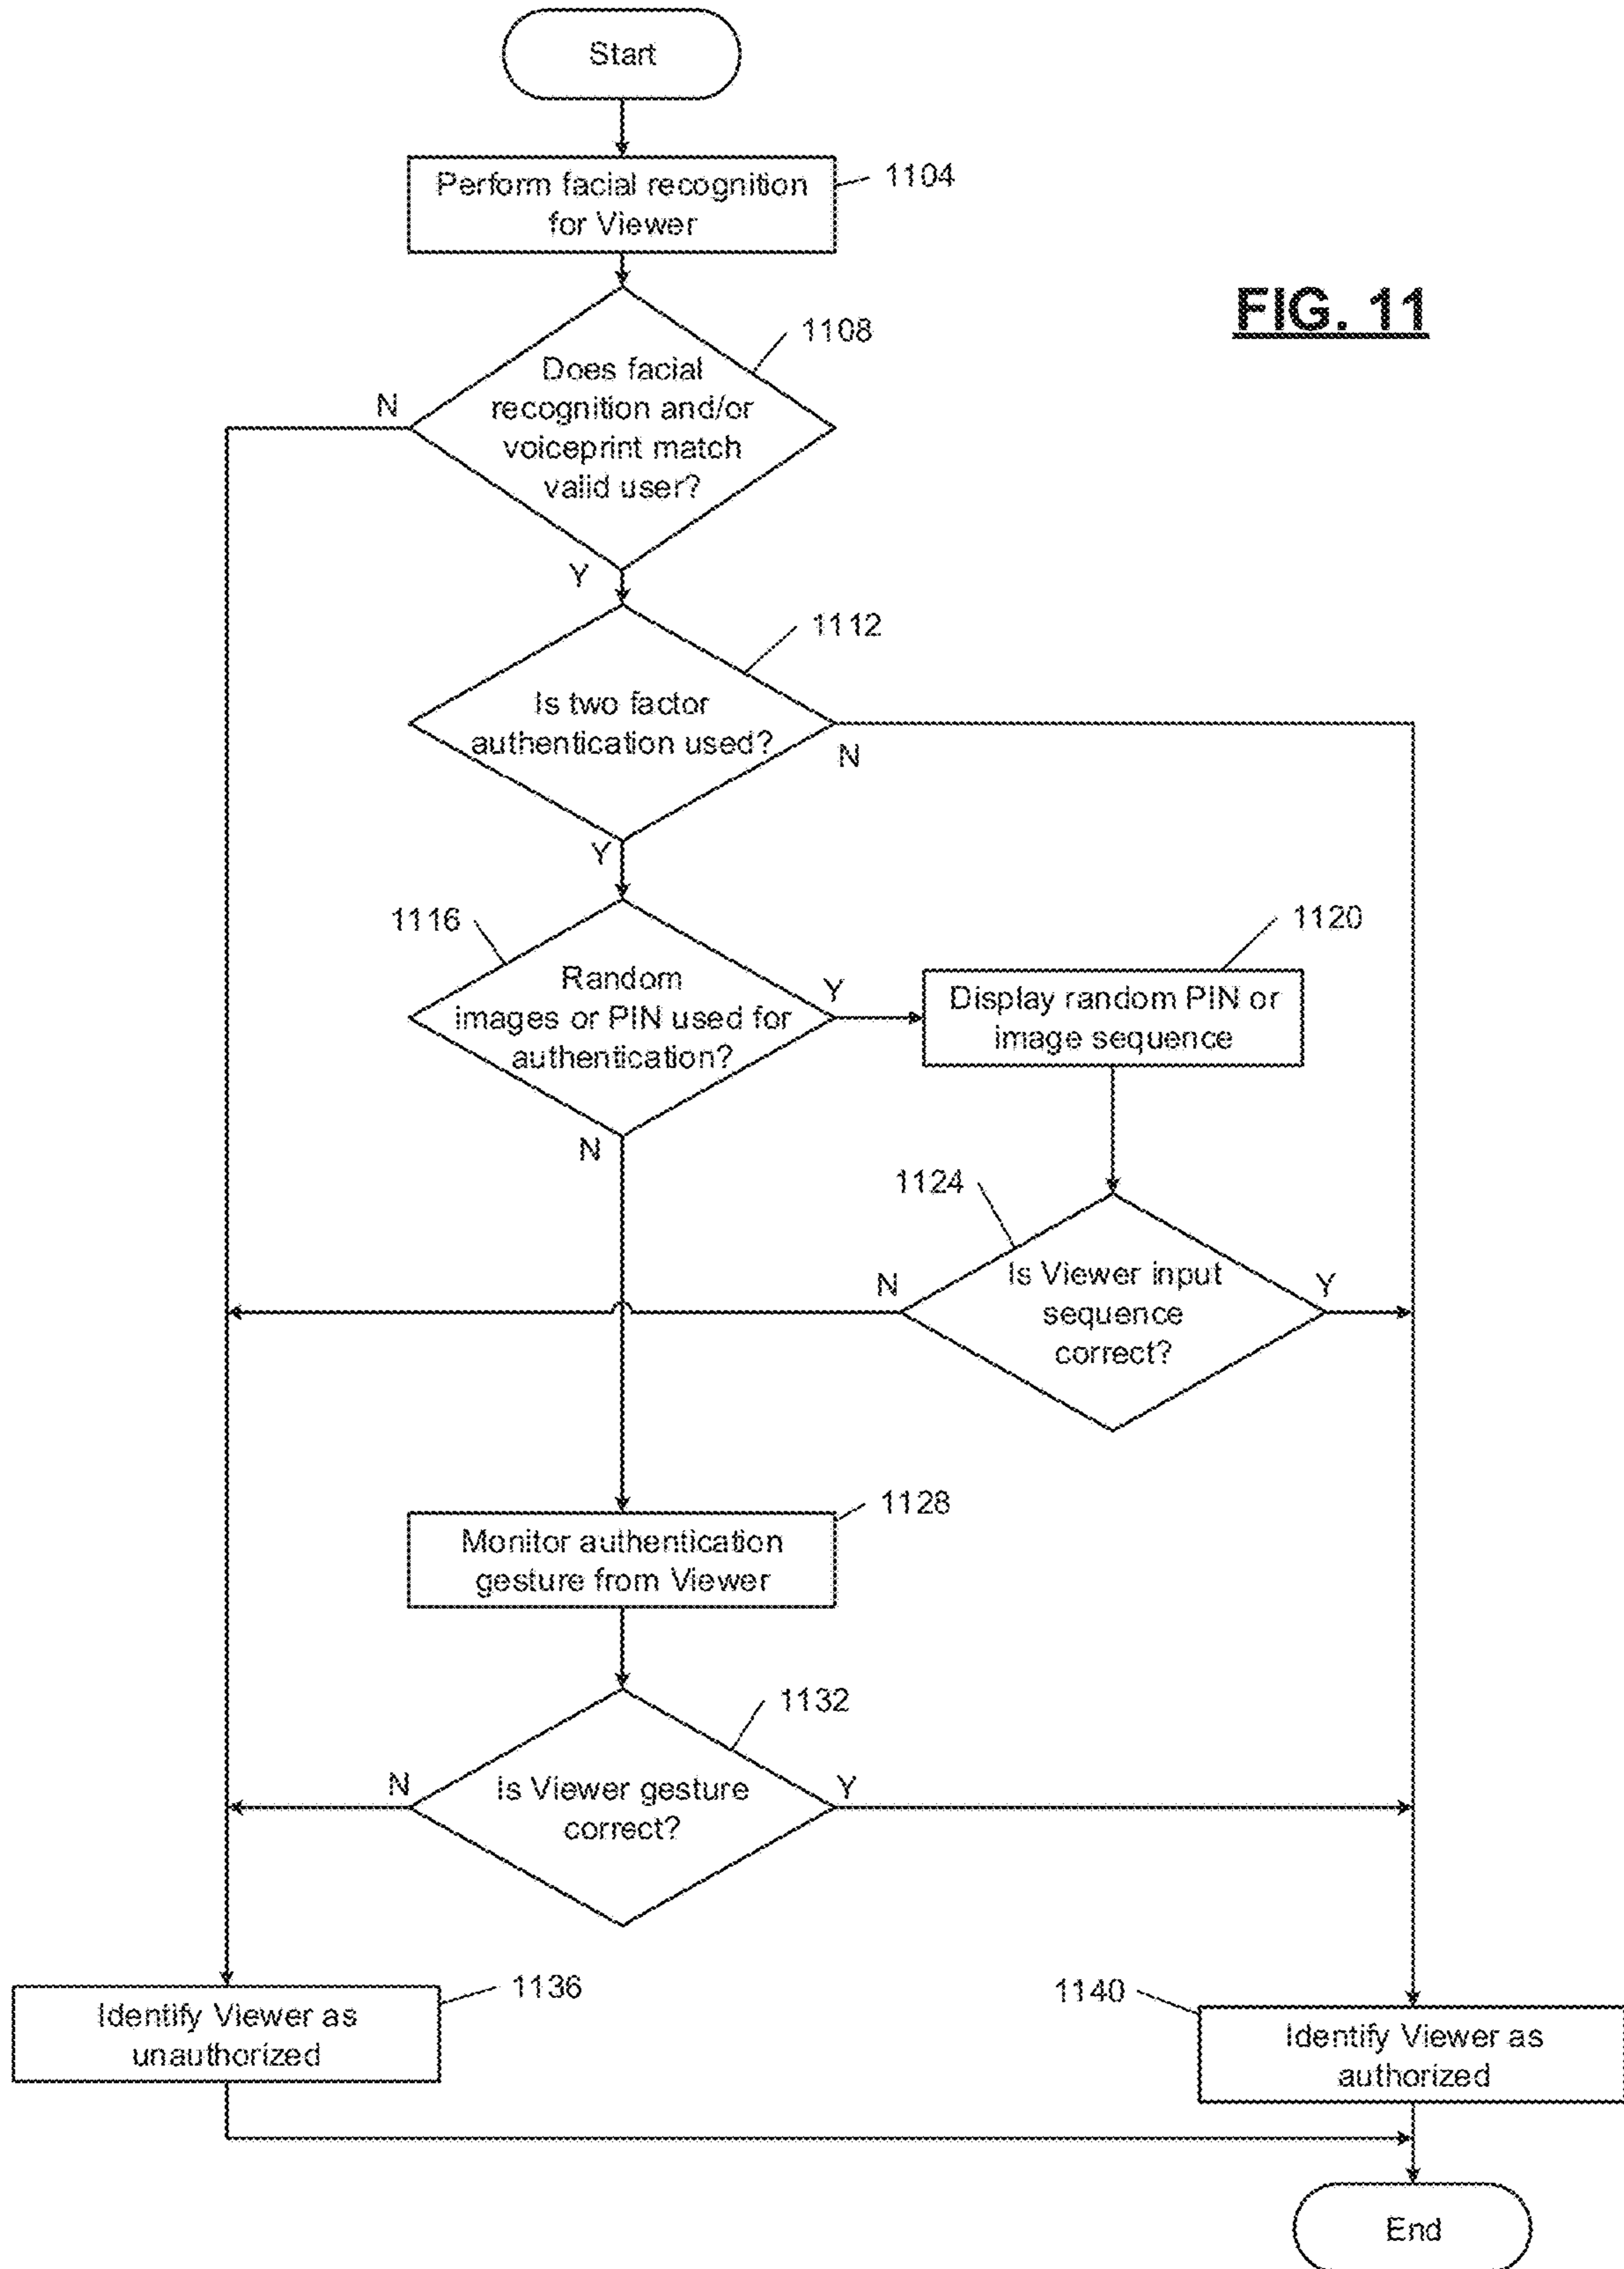 Start
Perform facial recognition
for Viewer
1104
FIG. 11
1108
Does facial
recognition and/or
voiceprint match
valid user?
N
Y
1112
Is two factor
authentication used?
N
Y
1116
Random
images or PIN used for
authentication?
Y
N
1120
Display random PIN or
image sequence
1124
Is Viewer input
sequence
correct?
N
Y
1128
Monitor authentication
gesture from Viewer
1132
Is Viewer gesture
correct?
N
Y
1136
Identify Viewer as
unauthorized
1140
Identify Viewer as
authorized
End